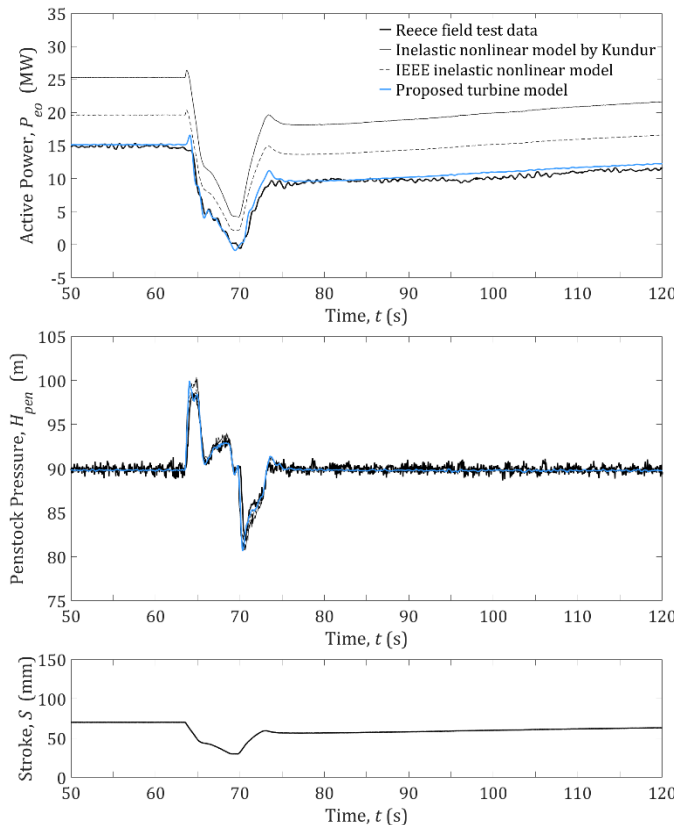 35
30
25
20
15
10
5
0
-5
Active Power, P_eo (MW)
Reece field test data
Inelastic nonlinear model by Kundur
IEEE inelastic nonlinear model
Proposed turbine model
50 60 70 80 90 100 110 120
Time, t (s)
105
100
95
90
85
80
75
Penstock Pressure, H_pen (m)
50 60 70 80 90 100 110 120
Time, t (s)
150
100
50
0
Stroke, S (mm)
50 60 70 80 90 100 110 120
Time, t (s)